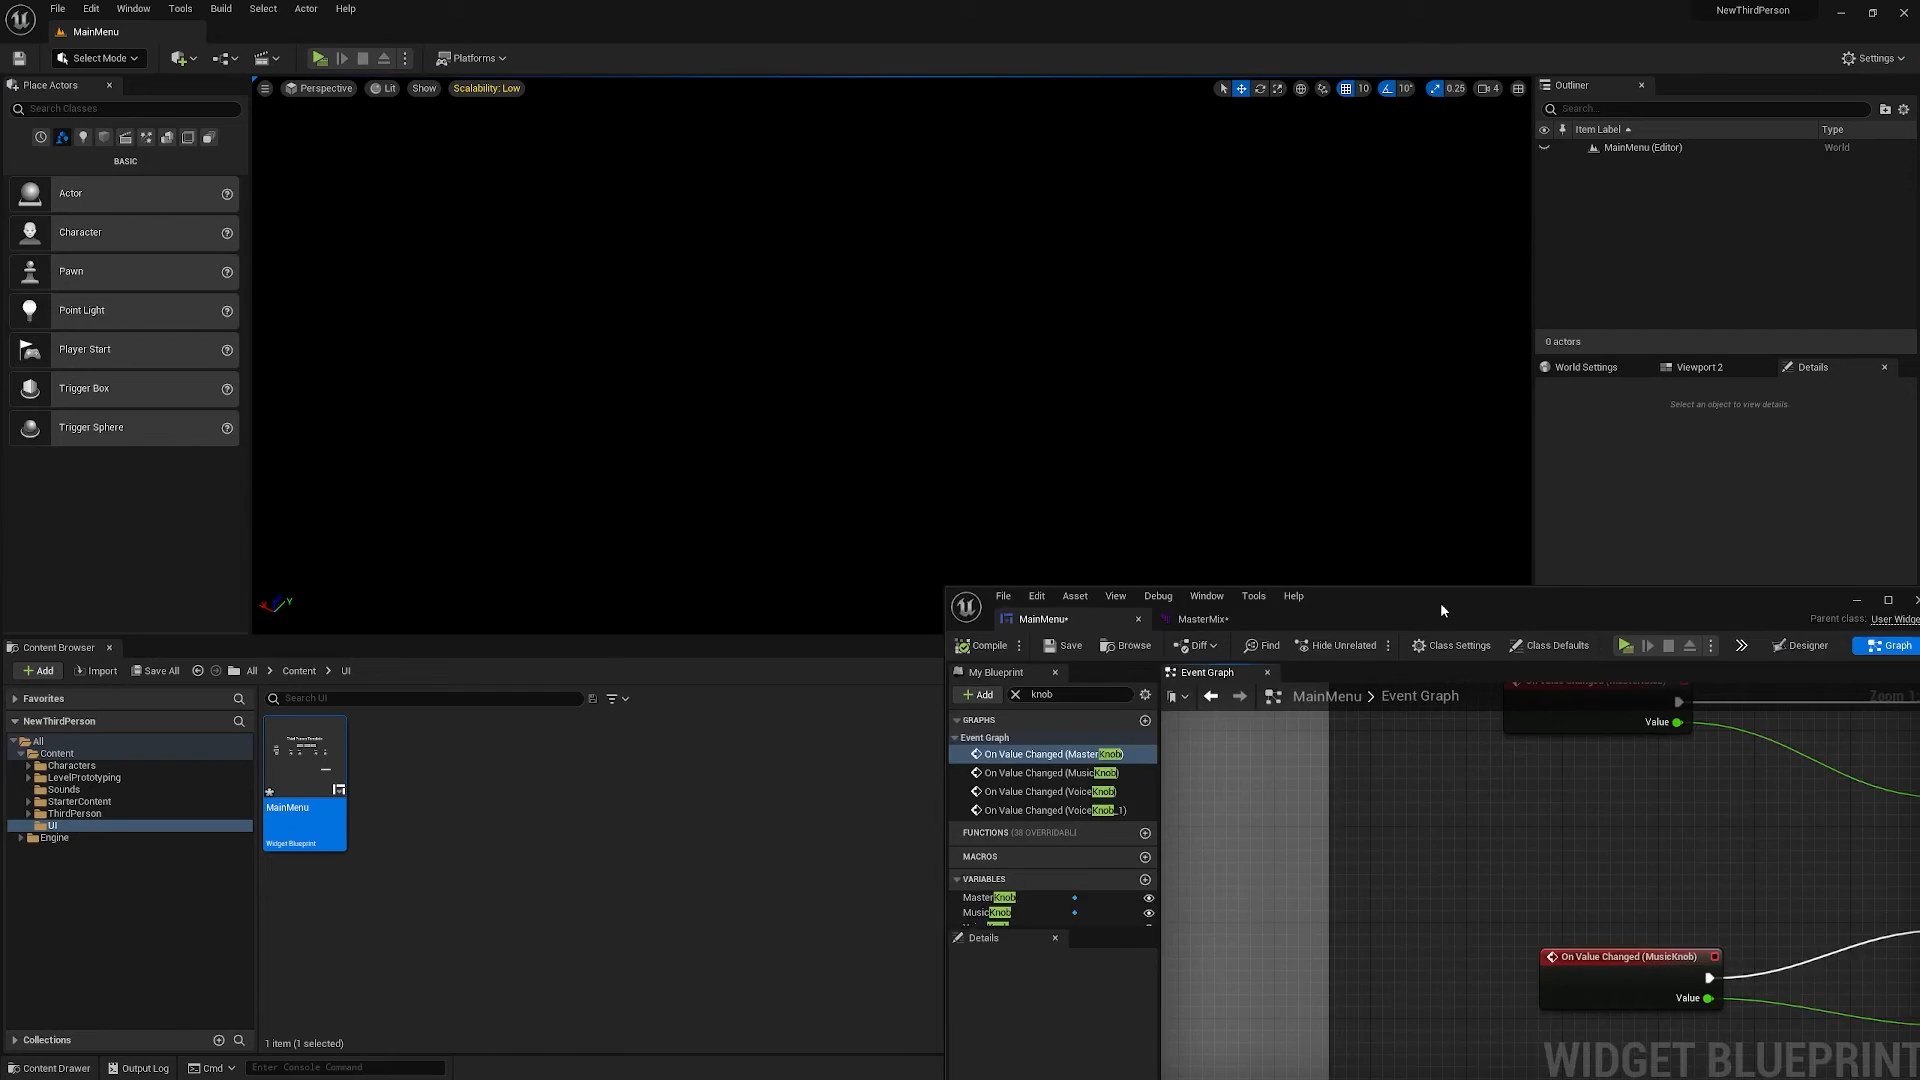 File Edit Window Tools Build Select Actor Help
NewThirdPerson
MainMenu
Select Mode
Platforms
Settings
Place Actors
Search Classes
BASIC
Actor
Character
Pawn
Point Light
Player Start
Trigger Box
Trigger Sphere
Perspective Lit Show Scalability: Low
10 10° 0.25 4
Y
Outliner
Search...
Item Label Type
MainMenu (Editor) World
0 actors
World Settings Viewport 2 Details
Select an object to view details.
Content Browser
Add Import Save All All Content UI
Favorites
NewThirdPerson
All
Content
Characters
LevelPrototyping
Sounds
StarterContent
ThirdPerson
UI
Engine
Collections
Search UI
MainMenu
Widget Blueprint
1 item (1 selected)
Content Drawer Output Log Cmd Enter Console Command
File Edit Asset View Debug Window Tools Help
MainMenu* MasterMix*
Parent class: User Widge
Compile Save Browse Diff Find Hide Unrelated Class Settings Class Defaults Designer Graph
My Blueprint
Add knob
GRAPHS
Event Graph
On Value Changed (MasterKnob)
On Value Changed (MusicKnob)
On Value Changed (VoiceKnob)
On Value Changed (VoiceKnob_1)
FUNCTIONS (38 OVERRIDABL
MACROS
VARIABLES
MasterKnob
MusicKnob
Details
Event Graph
MainMenu > Event Graph
Zoom 1:
Value
On Value Changed (MusicKnob)
Value
WIDGET BLUEPRINT